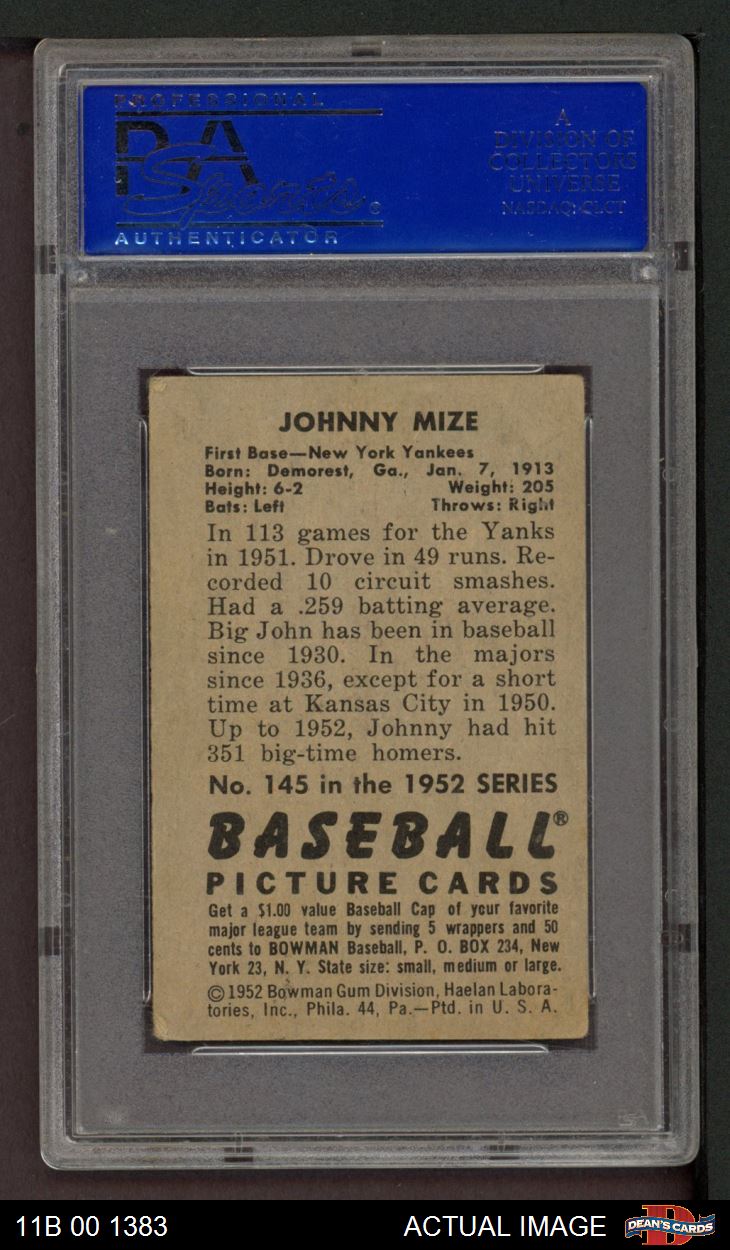 PROFESSIONAL
PSA
Sports
AUTHENTICATOR
©
A
DIVISION OF
COLLECTORS
UNIVERSE
NASDAQ: CLCT
JOHNNY MIZE
First Base—New York Yankees
Born: Demorest, Ga., Jan. 7, 1913
Height: 6-2 Weight: 205
Bats: Left Throws: Right
In 113 games for the Yanks
in 1951. Drove in 49 runs. Re-
corded 10 circuit smashes.
Had a .259 batting average.
Big John has been in baseball
since 1930. In the majors
since 1936, except for a short
time at Kansas City in 1950.
Up to 1952, Johnny had hit
351 big-time homers.
No. 145 in the 1952 SERIES
BASEBALL®
PICTURE CARDS
Get a $1.00 value Baseball Cap of your favorite
major league team by sending 5 wrappers and 50
cents to BOWMAN Baseball, P. O. BOX 234, New
York 23, N. Y. State size: small, medium or large.
©1952 Bowman Gum Division, Haelan Labora-
tories, Inc., Phila. 44, Pa.—Ptd. in U. S. A.
11B 00 1383 ACTUAL IMAGE DEAN'S CARDS